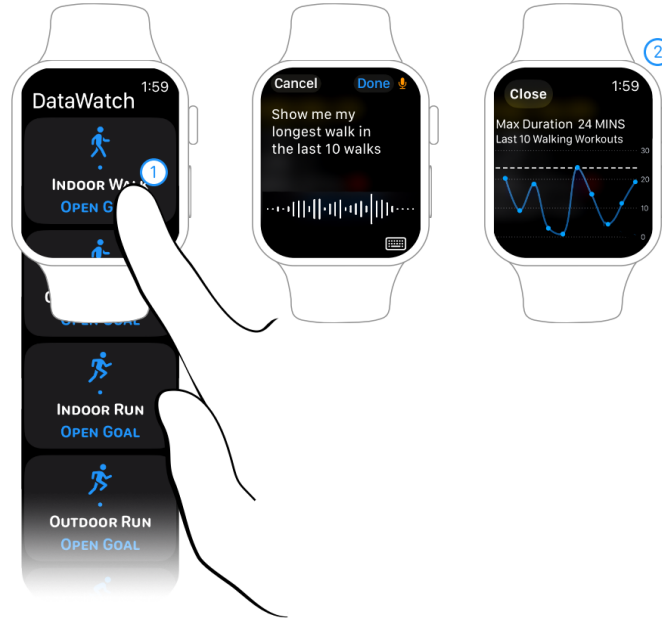 1:59
DataWatch
INDOOR
1
OPEN
OPEN GOAL
INDOOR RUN
OPEN GOAL
OUTDOOR RUN
OPEN GOAL
Cancel Done
Show me my
longest walk in
the last 10 walks
2
1:59
Close
Max Duration 24 MINS
Last 10 Walking Workouts
30
20
10
0